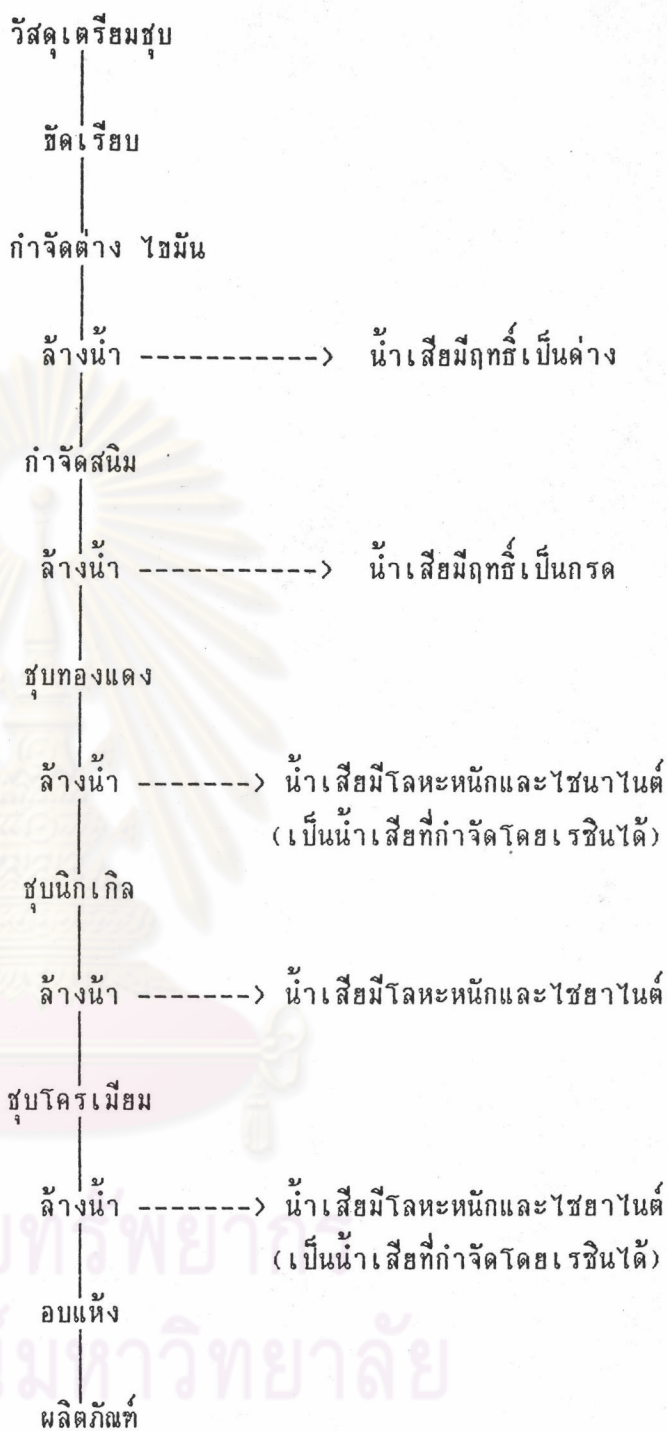 วัสดุเตรียมชุบ
ขัดเรียบ
กำจัดต่าง ไขมัน
ล้างน้ำ -----------> น้ำเสียมีฤทธิ์เป็นด่าง
กำจัดสนิม
ล้างน้ำ -----------> น้ำเสียมีฤทธิ์เป็นกรด
ชุบทองแดง
ล้างน้ำ -------> น้ำเสียมีโลหะหนักและไซนาไนต์
(เป็นน้ำเสียที่กำจัดโดยเรซินได้)
ชุบนิกเกิล
ล้างน้ำ -------> น้ำเสียมีโลหะหนักและไซยาไนต์
ชุบโครเมียม
ล้างน้ำ -------> น้ำเสียมีโลหะหนักและไซยาไนต์
(เป็นน้ำเสียที่กำจัดโดยเรซินได้)
อบแห้ง
ผลิตภัณฑ์